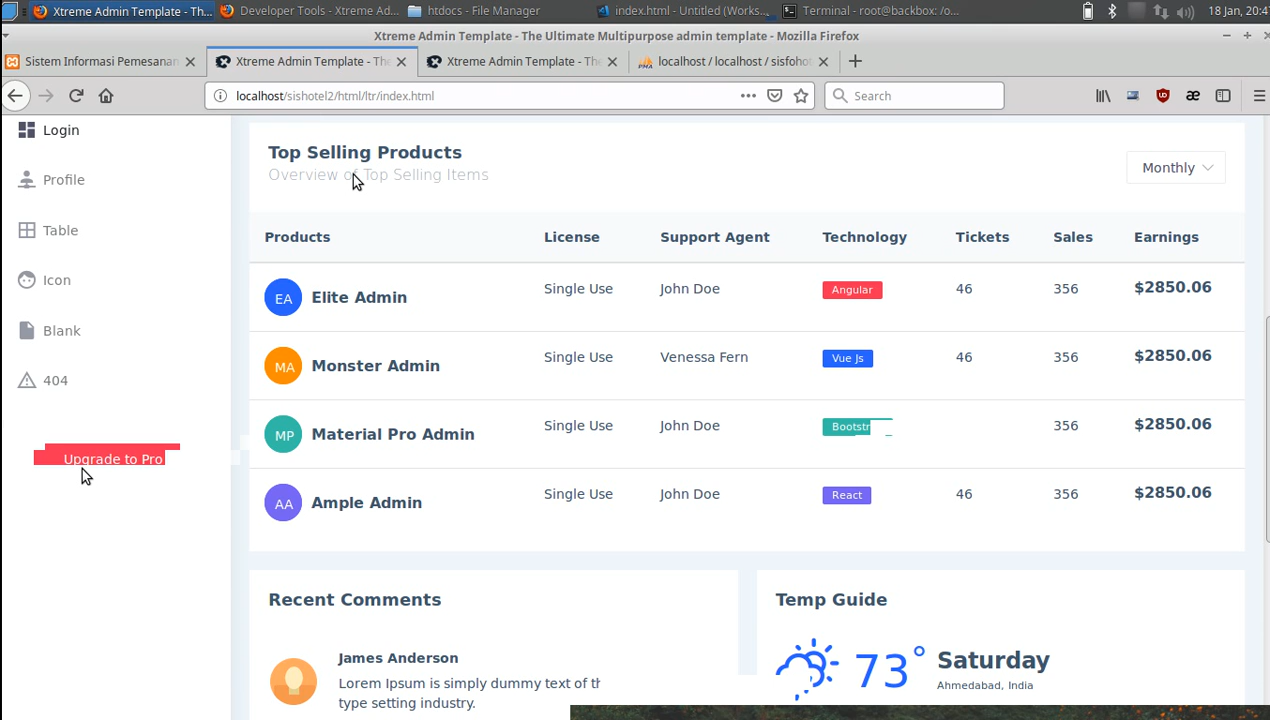 Xtreme Admin Template - Th...
Developer Tools - Xtreme Ad...
htdocs - File Manager
index.html - Untitled (Works...
Terminal - root@backbox: /o...
18 Jan, 20:4
Xtreme Admin Template - The Ultimate Multipurpose admin template - Mozilla Firefox
Sistem Informasi Pemesanan
Xtreme Admin Template - The
Xtreme Admin Template - The
localhost / localhost / sisfohot
localhost/sishotel2/html/ltr/index.html
Search
Login
Profile
Table
Icon
Blank
404
Upgrade to Pro
Top Selling Products
Overview of Top Selling Items
Monthly
Products License Support Agent Technology Tickets Sales Earnings
EA Elite Admin Single Use John Doe Angular 46 356 $2850.06
MA Monster Admin Single Use Venessa Fern Vue Js 46 356 $2850.06
MP Material Pro Admin Single Use John Doe Bootstr 356 $2850.06
AA Ample Admin Single Use John Doe React 46 356 $2850.06
Recent Comments
James Anderson
Lorem Ipsum is simply dummy text of th
type setting industry.
Temp Guide
73°
Saturday
Ahmedabad, India